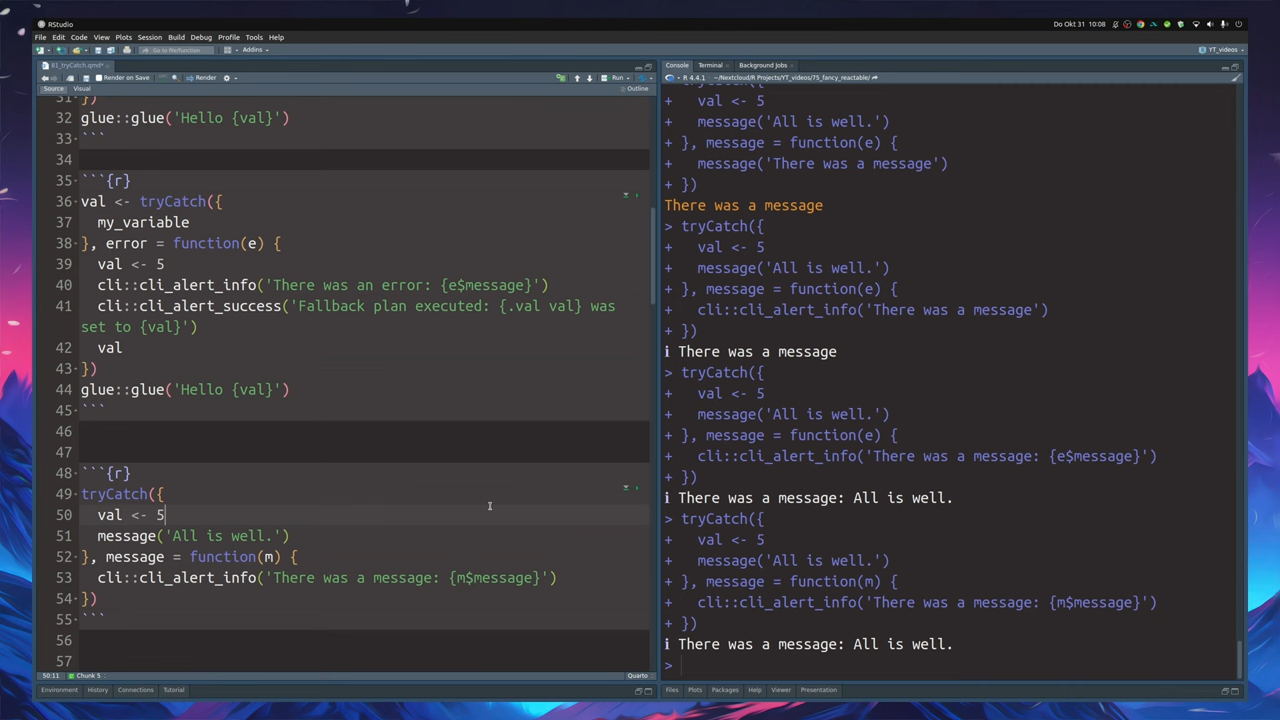 RStudio
Do Okt 31 10:08
File Edit Code View Plots Session Build Debug Profile Tools Help
Go to file/function
Addins
YT_videos
01_tryCatch.qmd*
Render on Save
Render
Run
Source Visual
Outline
31 })
32 glue::glue('Hello {val}')
33 ```
34
35 ```{r}
36 val <- tryCatch({
37   my_variable
38 }, error = function(e) {
39   val <- 5
40   cli::cli_alert_info('There was an error: {e$message}')
41   cli::cli_alert_success('Fallback plan executed: {.val val} was
set to {val}')
42   val
43 })
44 glue::glue('Hello {val}')
45 ```
46
47
48 ```{r}
49 tryCatch({
50   val <- 5
51   message('All is well.')
52 }, message = function(m) {
53   cli::cli_alert_info('There was a message: {m$message}')
54 })
55 ```
56
57
50:11
Chunk 5
Quarto
Environment History Connections Tutorial
Console Terminal Background Jobs
R 4.4.1 · ~/Nextcloud/R Projects/YT_videos/75_fancy_reactable/
+   val <- 5
+   message('All is well.')
+ }, message = function(e) {
+   message('There was a message')
+ })
There was a message
> tryCatch({
+   val <- 5
+   message('All is well.')
+ }, message = function(e) {
+   cli::cli_alert_info('There was a message')
+ })
ℹ There was a message
> tryCatch({
+   val <- 5
+   message('All is well.')
+ }, message = function(e) {
+   cli::cli_alert_info('There was a message: {e$message}')
+ })
ℹ There was a message: All is well.
> tryCatch({
+   val <- 5
+   message('All is well.')
+ }, message = function(m) {
+   cli::cli_alert_info('There was a message: {m$message}')
+ })
ℹ There was a message: All is well.
>
Files Plots Packages Help Viewer Presentation